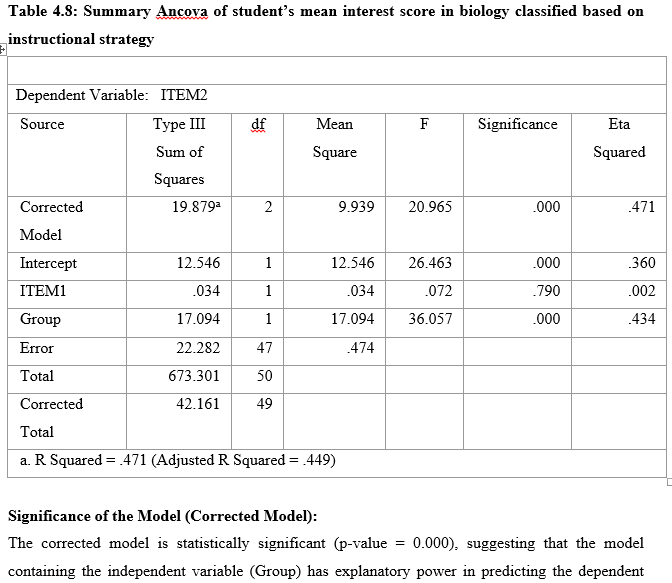 Table 4.8: Summary Ancova of student's mean interest score in biology classified based on
instructional strategy
Dependent Variable: ITEM2
Source Type III Sum of Squares df Mean Square F Significance Eta Squared
Corrected Model 19.879ª 2 9.939 20.965 .000 .471
Intercept 12.546 1 12.546 26.463 .000 .360
ITEM1 .034 1 .034 .072 .790 .002
Group 17.094 1 17.094 36.057 .000 .434
Error 22.282 47 .474
Total 673.301 50
Corrected Total 42.161 49
a. R Squared = .471 (Adjusted R Squared = .449)
Significance of the Model (Corrected Model):
The corrected model is statistically significant (p-value = 0.000), suggesting that the model
containing the independent variable (Group) has explanatory power in predicting the dependent